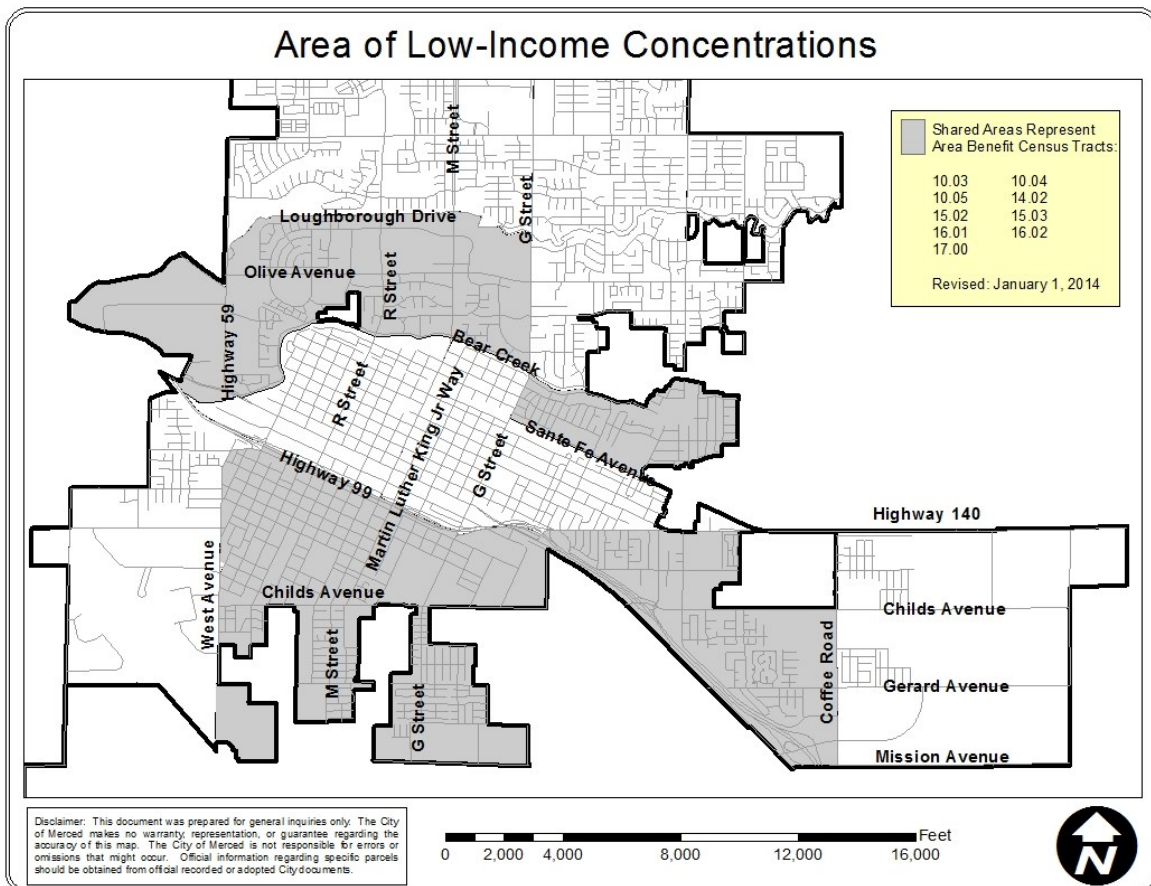 Area of Low-Income Concentrations
Shared Areas Represent
Area Benefit Census Tracts:
10.03 10.04
10.05 14.02
15.02 15.03
16.01 16.02
17.00
Revised: January 1, 2014
M Street
G Street
Loughborough Drive
Olive Avenue
R Street
Highway 59
Bear Creek
R Street
Martin Luther King Jr Way
G Street
Sante Fe Avenue
Highway 99
Highway 140
West Avenue
Childs Avenue
Childs Avenue
M Street
G Street
Coffee Road
Gerard Avenue
Mission Avenue
Disclaimer: This document was prepared for general inquiries only. The City
of Merced makes no warranty, representation, or guarantee regarding the
accuracy of this map. The City of Merced is not responsible for errors or
omissions that might occur. Official information regarding specific parcels
should be obtained from official recorded or adopted City documents.
Feet
0 2,000 4,000 8,000 12,000 16,000
N